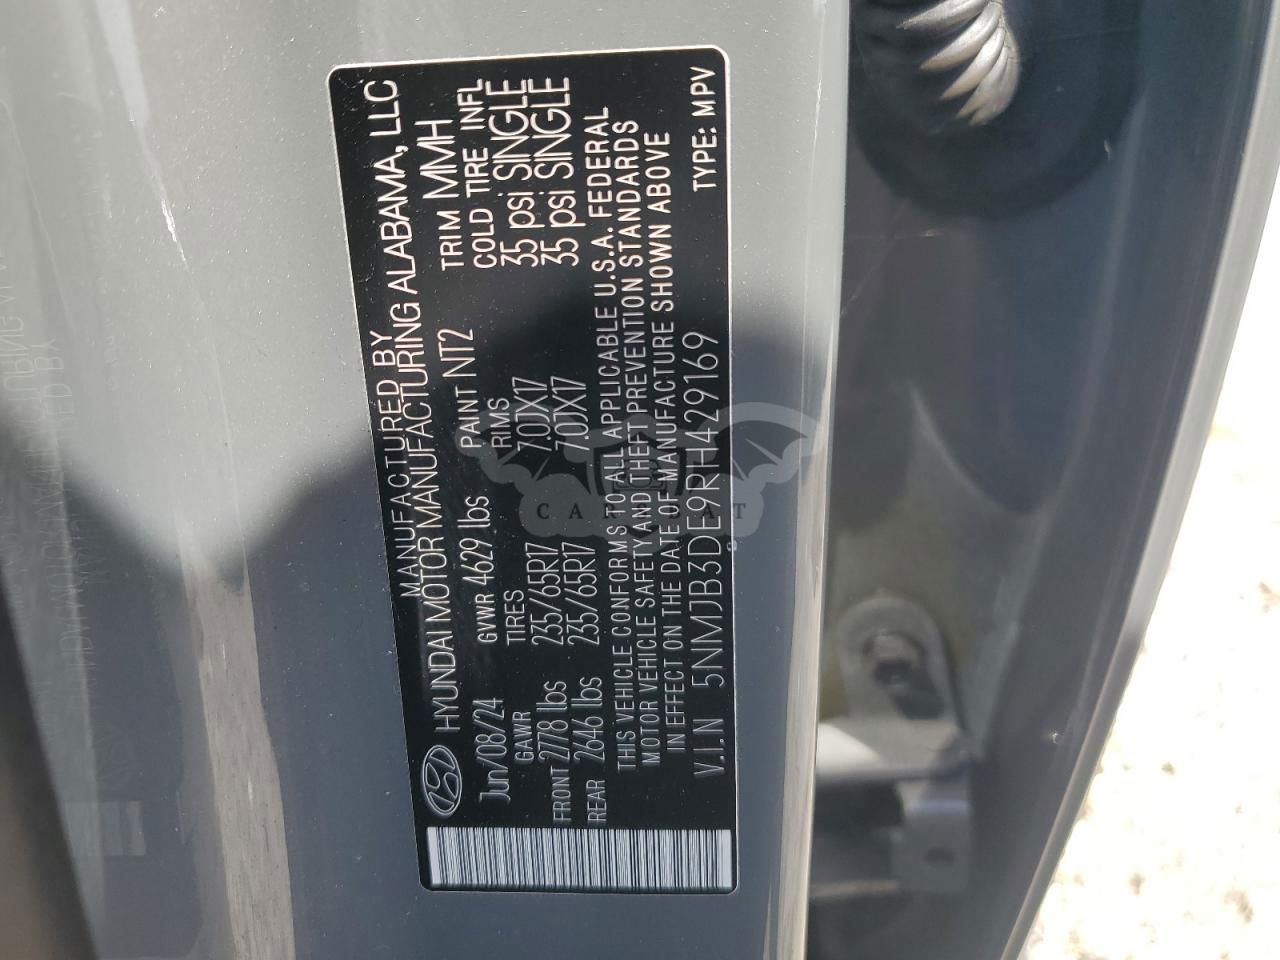 MANUFACTURED BY
HYUNDAI MOTOR MANUFACTURING ALABAMA, LLC
Jun/08/24 GVWR 4629 lbs PAINT NT2 TRIM MMH
GAWR TIRES RIMS COLD TIRE INFL
FRONT 2778 lbs 235/65R17 7.0JX17 35 psi SINGLE
REAR 2646 lbs 235/65R17 7.0JX17 35 psi SINGLE
THIS VEHICLE CONFORMS TO ALL APPLICABLE U.S.A. FEDERAL
MOTOR VEHICLE SAFETY AND THEFT PREVENTION STANDARDS
IN EFFECT ON THE DATE OF MANUFACTURE SHOWN ABOVE
V.I.N 5NMJB3DE9RH429169 TYPE: MPV